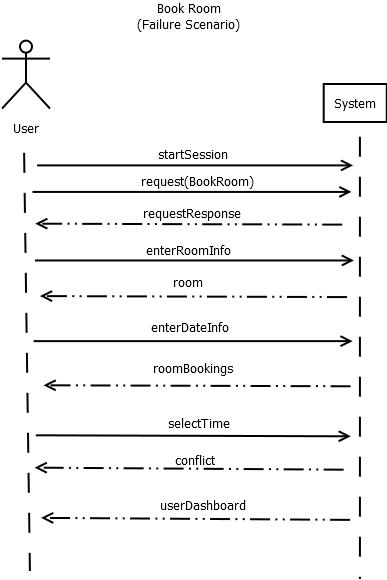 Book Room
(Failure Scenario)
System
User
startSession
request(BookRoom)
requestResponse
enterRoomInfo
room
enterDateInfo
roomBookings
selectTime
conflict
userDashboard